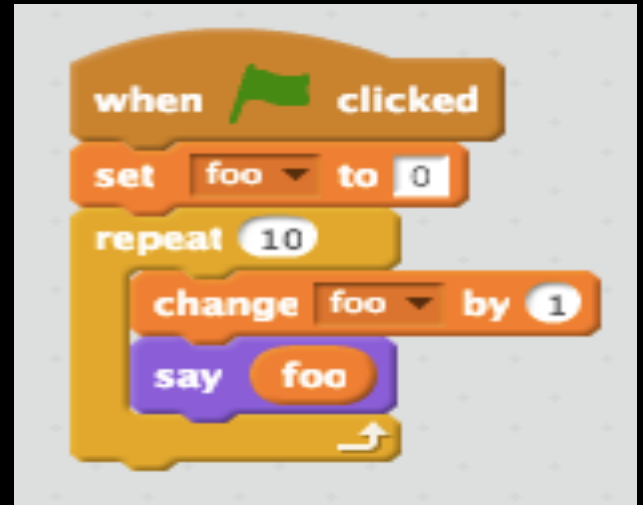 when clicked
set foo to 0
repeat 10
change foo by 1
say foo